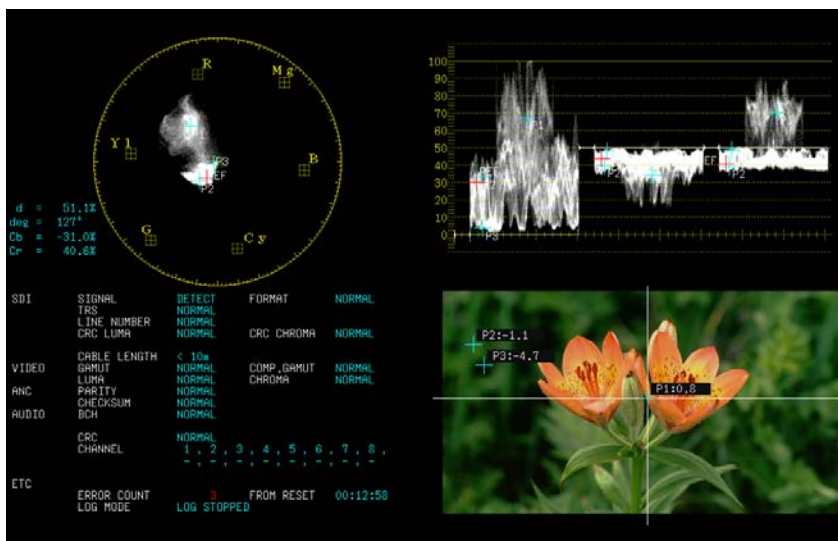 R
Mg
Yl
B
P3
EF
P2
G
Cy
d = 51.1%
deg = 127°
Cb = -31.0%
Cr = 40.6%
100
90
80
70
60
50
40
30
20
10
0
P1
P3
P2
EF
P2
SDI SIGNAL DETECT FORMAT NORMAL
TRS NORMAL
LINE NUMBER NORMAL
CRC LUMA NORMAL CRC CHROMA NORMAL
CABLE LENGTH < 10m
VIDEO GAMUT NORMAL COMP.GAMUT NORMAL
LUMA NORMAL CHROMA NORMAL
ANC PARITY NORMAL
CHECKSUM NORMAL
AUDIO BCH NORMAL
CRC NORMAL
CHANNEL 1 , 2 , 3 , 4 , 5 , 6 , 7 , 8 ,
- , - , - , - , - , - , - , -
ETC
ERROR COUNT 3 FROM RESET 00:12:58
LOG MODE LOG STOPPED
P2:-1.1
P3:-4.7
P1:0.8